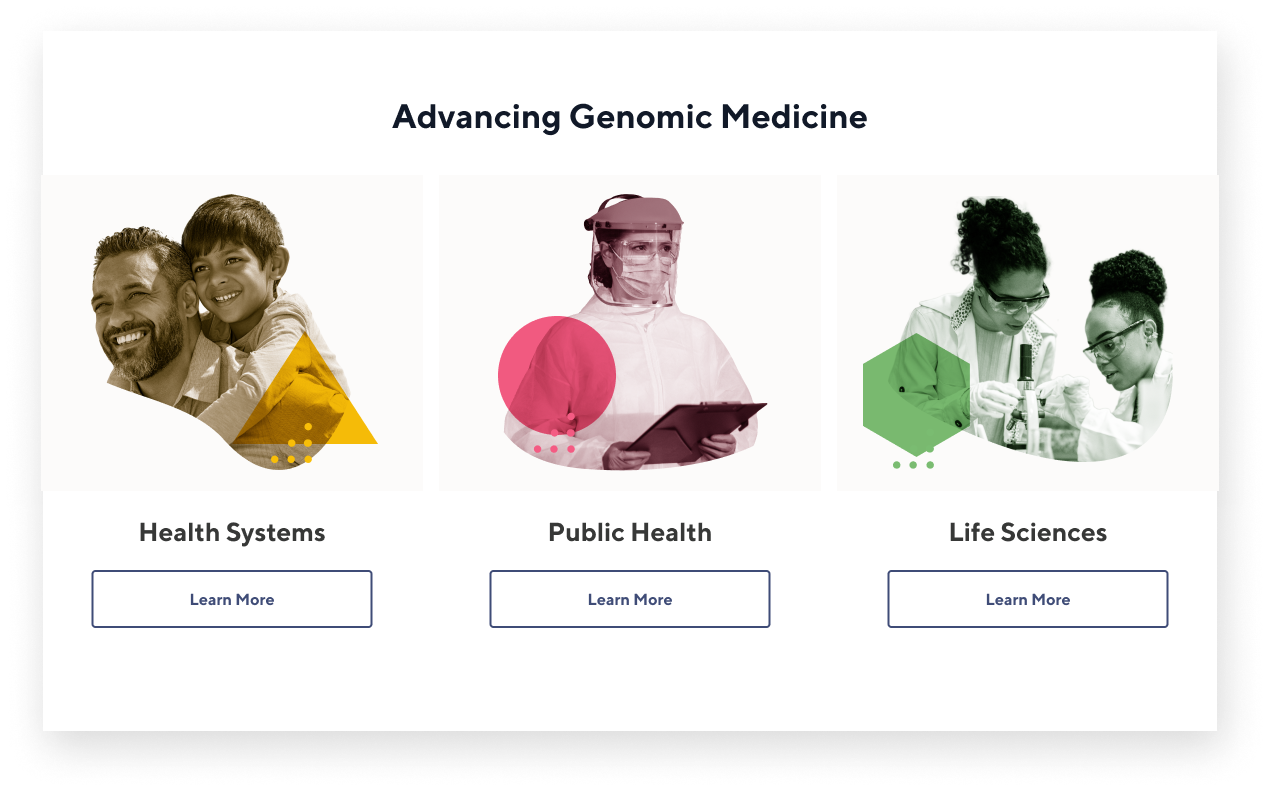 Advancing Genomic Medicine
Health Systems
Public Health
Life Sciences
Learn More
Learn More
Learn More